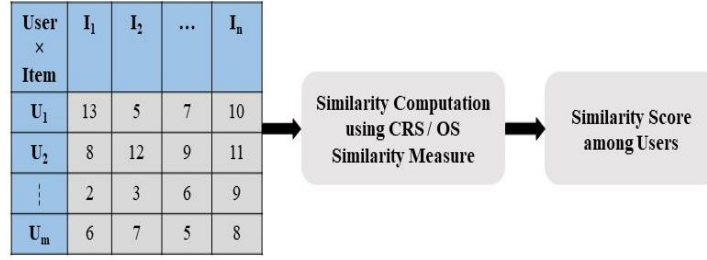 User × Item I₁ I₂ ... Iₙ
U₁ 13 5 7 10
U₂ 8 12 9 11
⋮ 2 3 6 9
Uₘ 6 7 5 8
Similarity Computation
using CRS / OS
Similarity Measure
Similarity Score
among Users